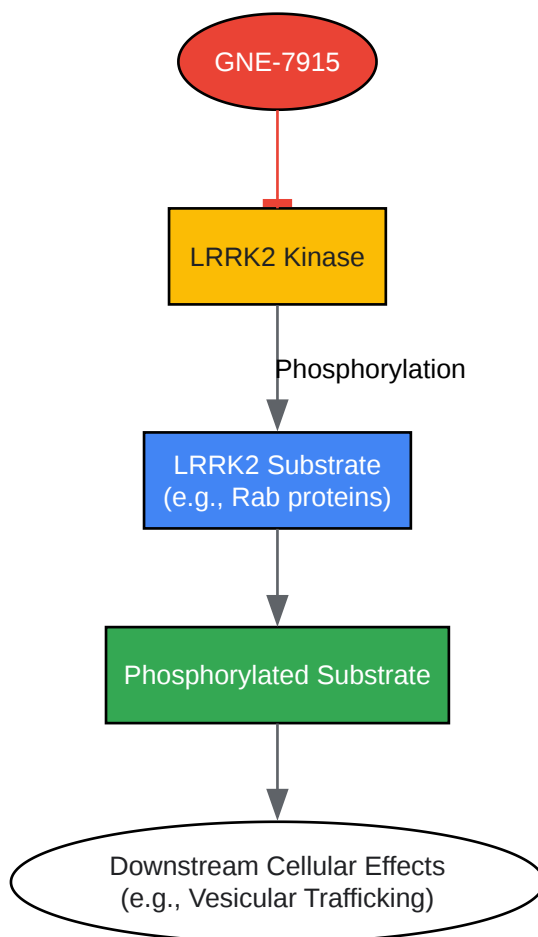 GNE-7915
LRRK2 Kinase
Phosphorylation
LRRK2 Substrate
(e.g., Rab proteins)
Phosphorylated Substrate
Downstream Cellular Effects
(e.g., Vesicular Trafficking)